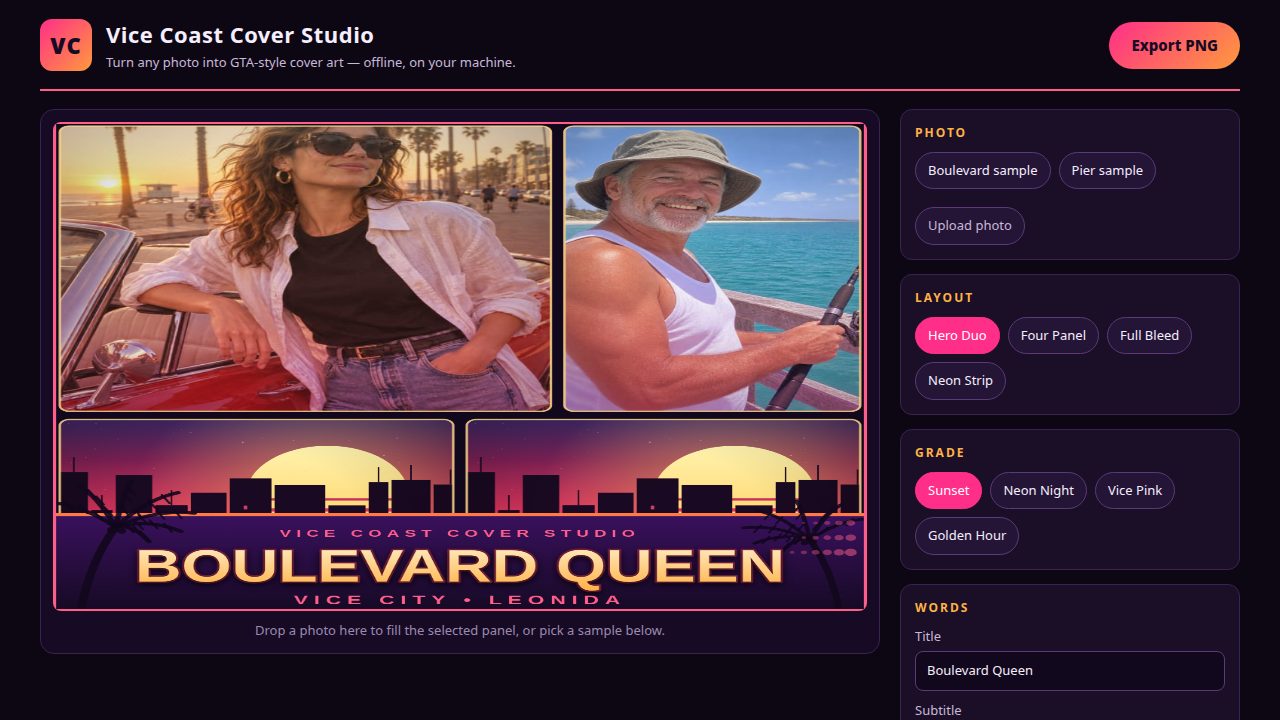 vc
Vice Coast Cover Studio
Turn any photo into GTA-style cover art — offline, on your machine.
Export PNG
VICE COAST COVER STUDIO
BOULEVARD QUEEN
VICE CITY • LEONIDA
Drop a photo here to fill the selected panel, or pick a sample below.
PHOTO
Boulevard sample
Pier sample
Upload photo
LAYOUT
Hero Duo
Four Panel
Full Bleed
Neon Strip
GRADE
Sunset
Neon Night
Vice Pink
Golden Hour
WORDS
Title
Boulevard Queen
Subtitle